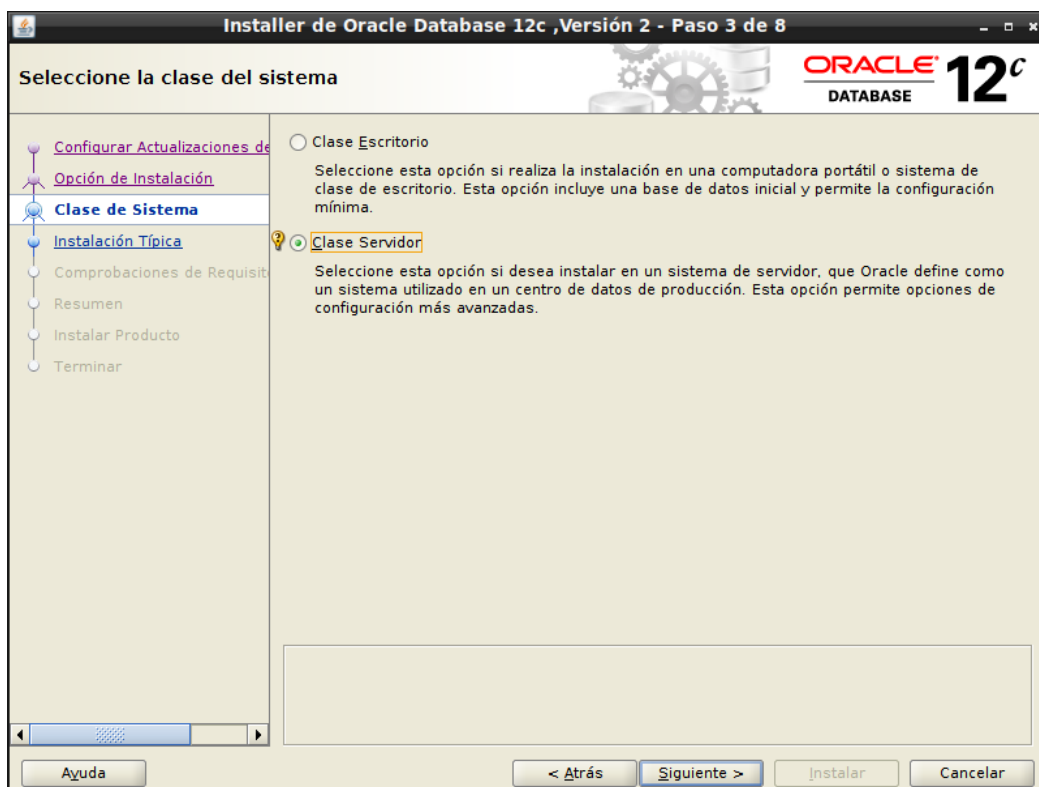 Installer de Oracle Database 12c ,Versión 2 - Paso 3 de 8
Seleccione la clase del sistema
ORACLE
DATABASE
12c
Configurar Actualizaciones de
Opción de Instalación
Clase de Sistema
Instalación Típica
Comprobaciones de Requisit
Resumen
Instalar Producto
Terminar
Clase Escritorio
Seleccione esta opción si realiza la instalación en una computadora portátil o sistema de
clase de escritorio. Esta opción incluye una base de datos inicial y permite la configuración
mínima.
Clase Servidor
Seleccione esta opción si desea instalar en un sistema de servidor, que Oracle define como
un sistema utilizado en un centro de datos de producción. Esta opción permite opciones de
configuración más avanzadas.
Ayuda
< Atrás
Siguiente >
Instalar
Cancelar